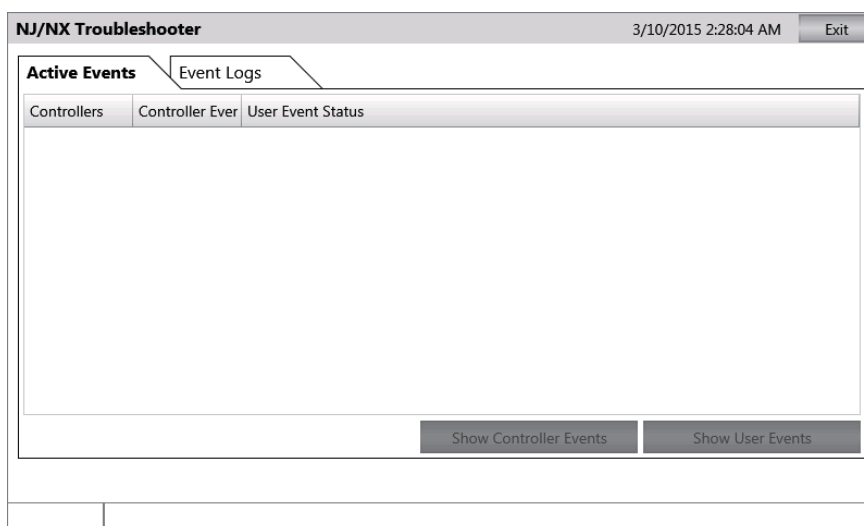 NJ/NX Troubleshooter 3/10/2015 2:28:04 AM Exit
Active Events Event Logs
Controllers Controller Ever User Event Status
Show Controller Events Show User Events